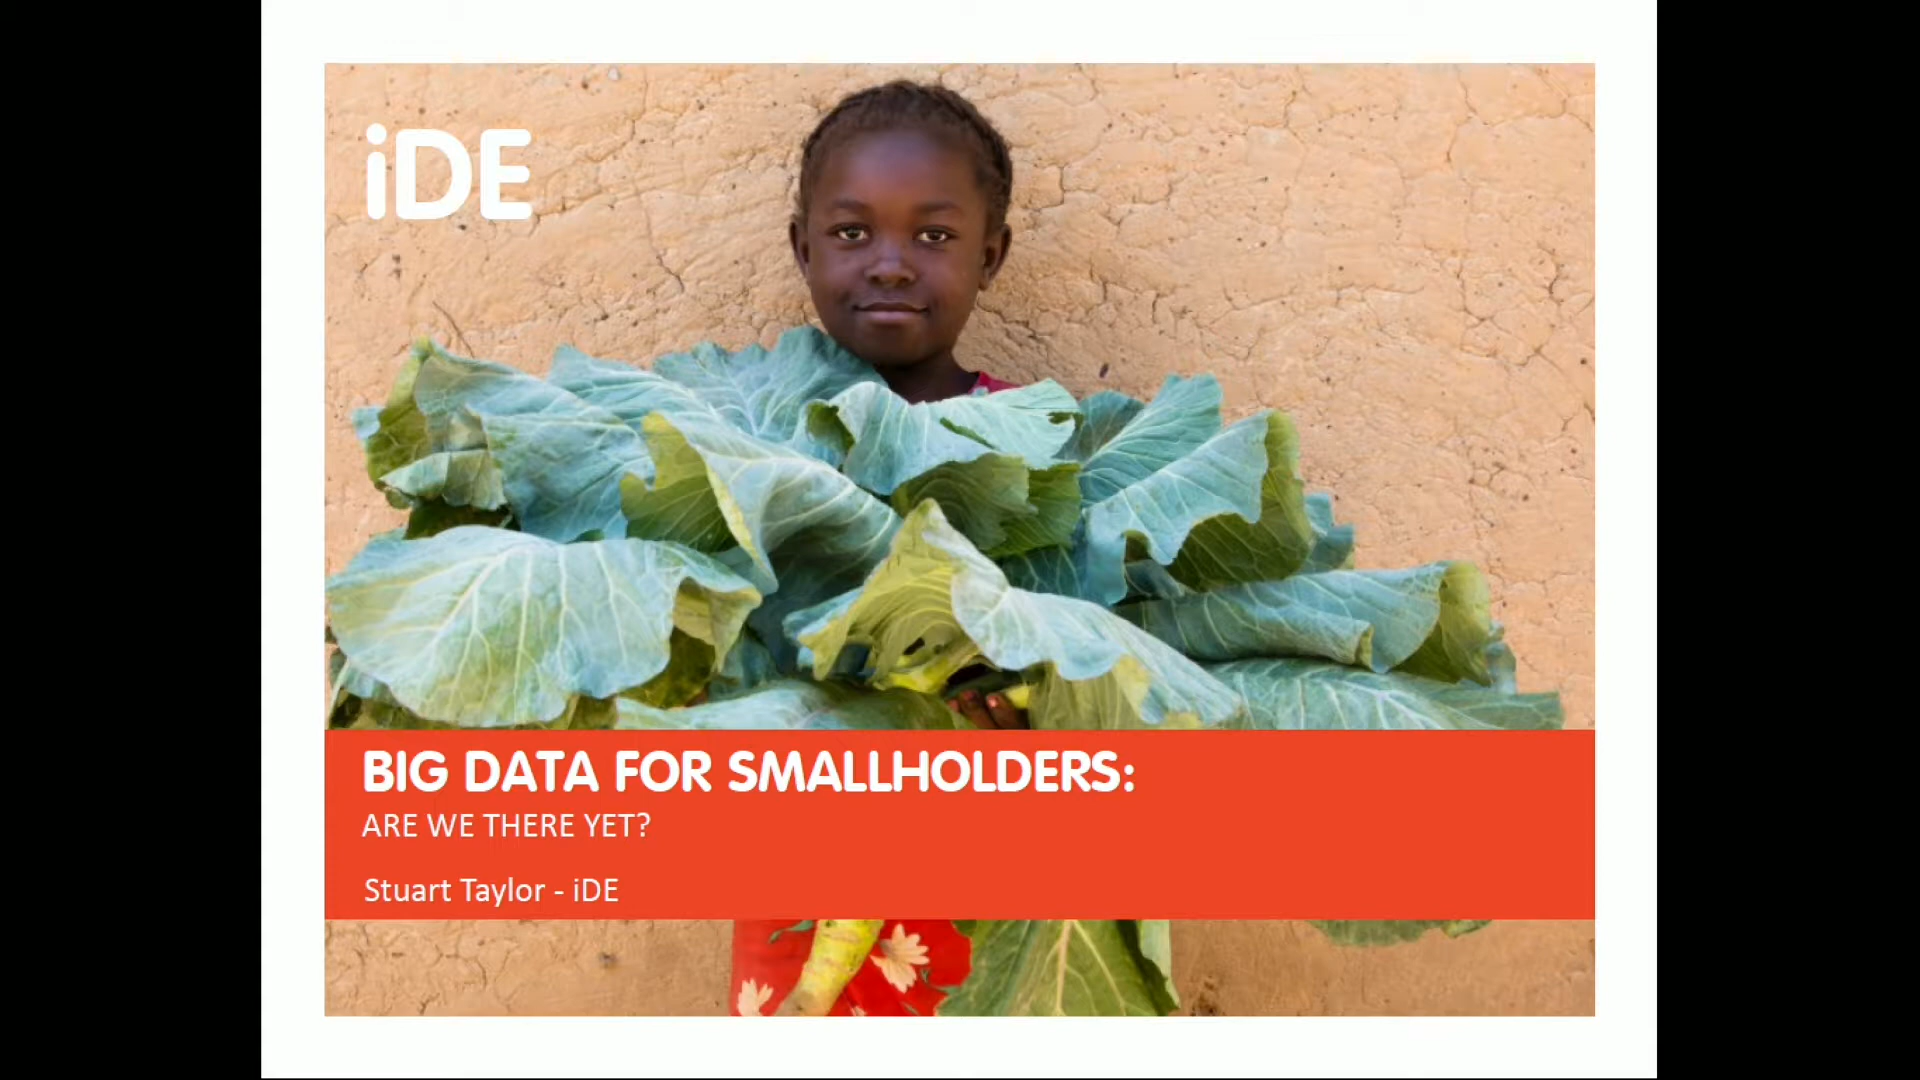 iDE
BIG DATA FOR SMALLHOLDERS:
ARE WE THERE YET?
Stuart Taylor - iDE